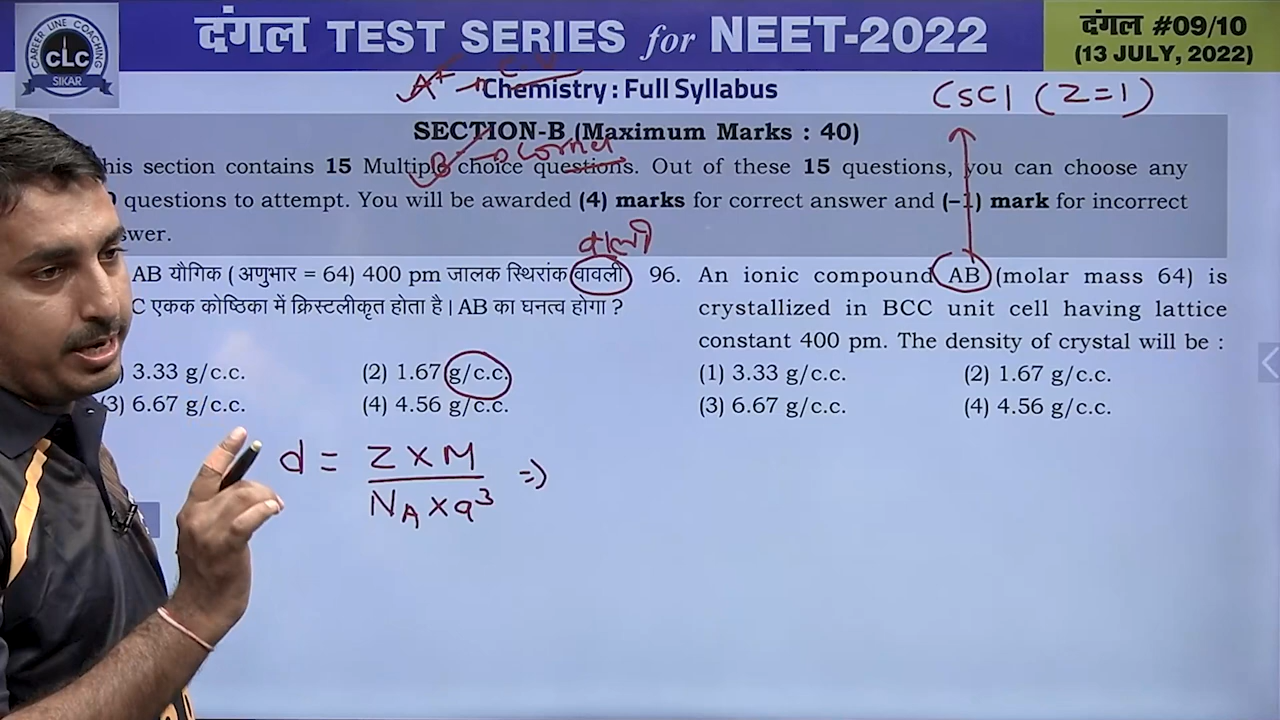 CAREER LINE COACHING
CLC
SIKAR
दंगल TEST SERIES for NEET-2022
दंगल #09/10
(13 JULY, 2022)
Chemistry : Full Syllabus
A⁺ →
CsCl (Z=1)
SECTION-B (Maximum Marks : 40)
B⁻ → Corner
his section contains 15 Multiple choice questions. Out of these 15 questions, you can choose any
questions to attempt. You will be awarded (4) marks for correct answer and (–1) mark for incorrect
swer.
वाली
AB यौगिक ( अणुभार = 64) 400 pm जालक स्थिरांक वावली
C एकक कोष्ठिका में क्रिस्टलीकृत होता है। AB का घनत्व होगा ?
) 3.33 g/c.c.
(2) 1.67 g/c.c.
(3) 6.67 g/c.c.
(4) 4.56 g/c.c.
96. An ionic compound AB (molar mass 64) is
crystallized in BCC unit cell having lattice
constant 400 pm. The density of crystal will be :
(1) 3.33 g/c.c.
(2) 1.67 g/c.c.
(3) 6.67 g/c.c.
(4) 4.56 g/c.c.
d = Z × M / N_A × a³ ⇒